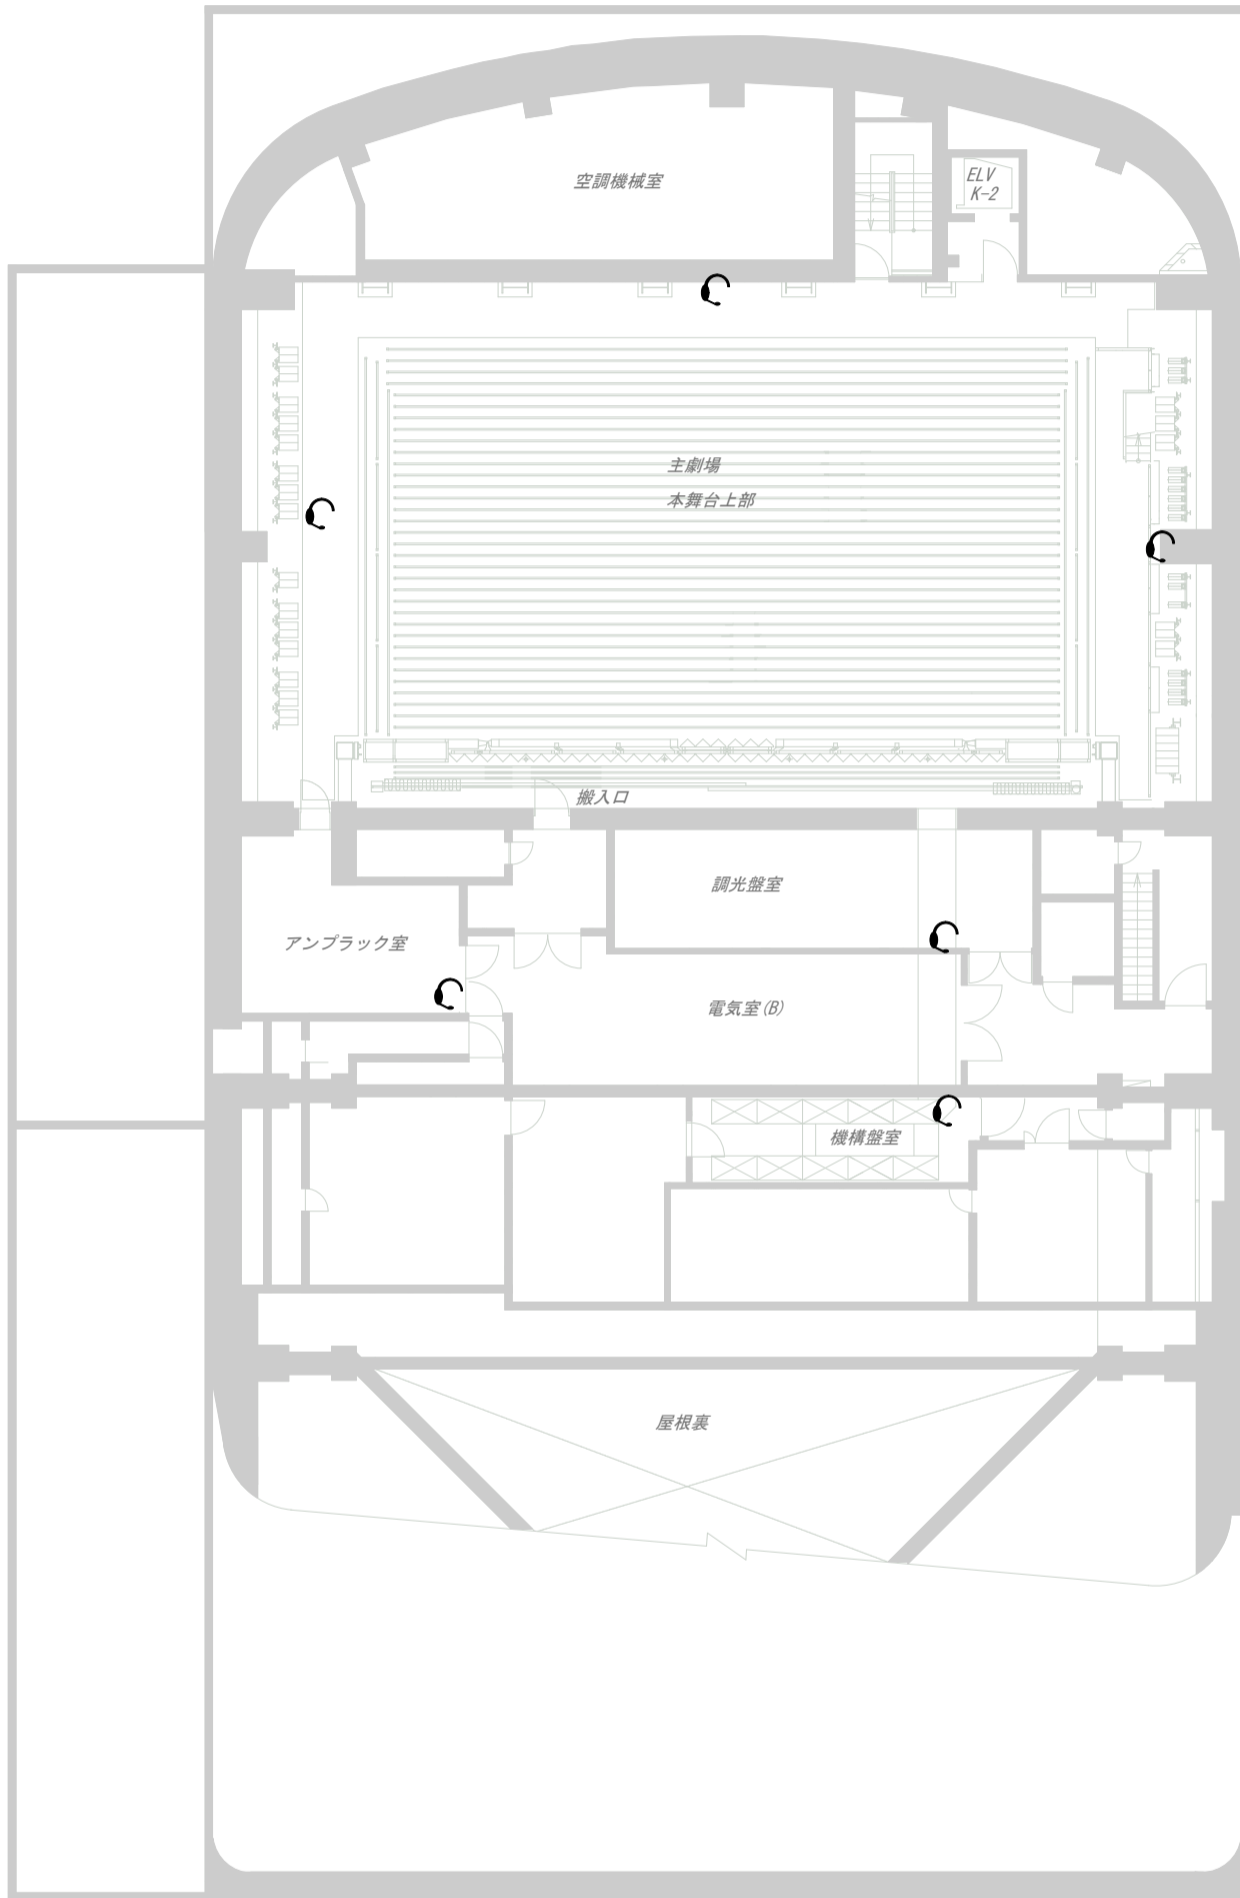 空調機械室
ELV
K-2
主劇場
本舞台上部
搬入口
調光盤室
アンプラック室
電気室(B)
機構盤室
屋根裏